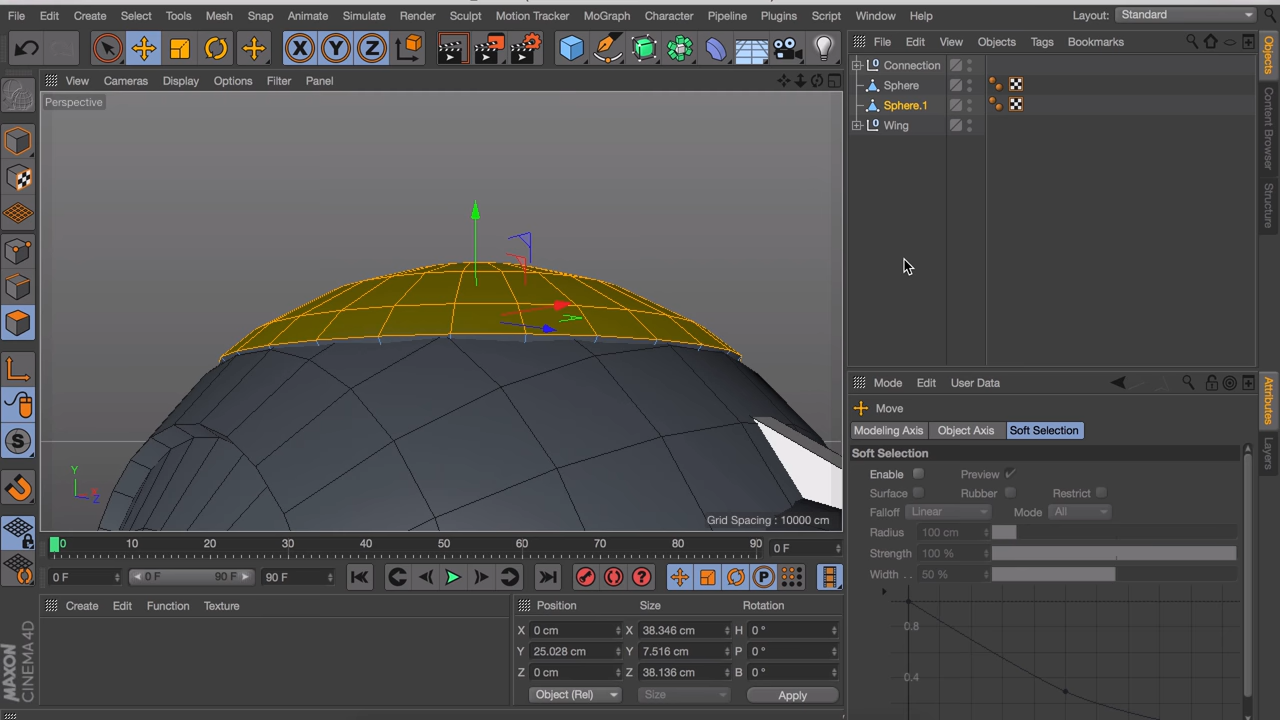 File Edit Create Select Tools Mesh Snap Animate Simulate Render Sculpt Motion Tracker MoGraph Character Pipeline Plugins Script Window Help Layout: Standard
X Y Z
File Edit View Objects Tags Bookmarks
View Cameras Display Options Filter Panel
Perspective
Connection
Sphere
Sphere.1
Wing
Objects
Content Browser
Structure
S
Y
Z
Grid Spacing : 10000 cm
Mode Edit User Data
Move
Modeling Axis Object Axis Soft Selection
Soft Selection
Enable Preview
Surface Rubber Restrict
Falloff Linear Mode All
Radius 100 cm
Strength 100 %
Width . . 50 %
0.8
0.4
Attributes
Layers
0 10 20 30 40 50 60 70 80 90 0 F
0 F 0 F 90 F 90 F ? P
Create Edit Function Texture
Position Size Rotation
X 0 cm X 38.346 cm H 0 °
Y 25.028 cm Y 7.516 cm P 0 °
Z 0 cm Z 38.136 cm B 0 °
Object (Rel) Size Apply
MAXON
CINEMA 4D